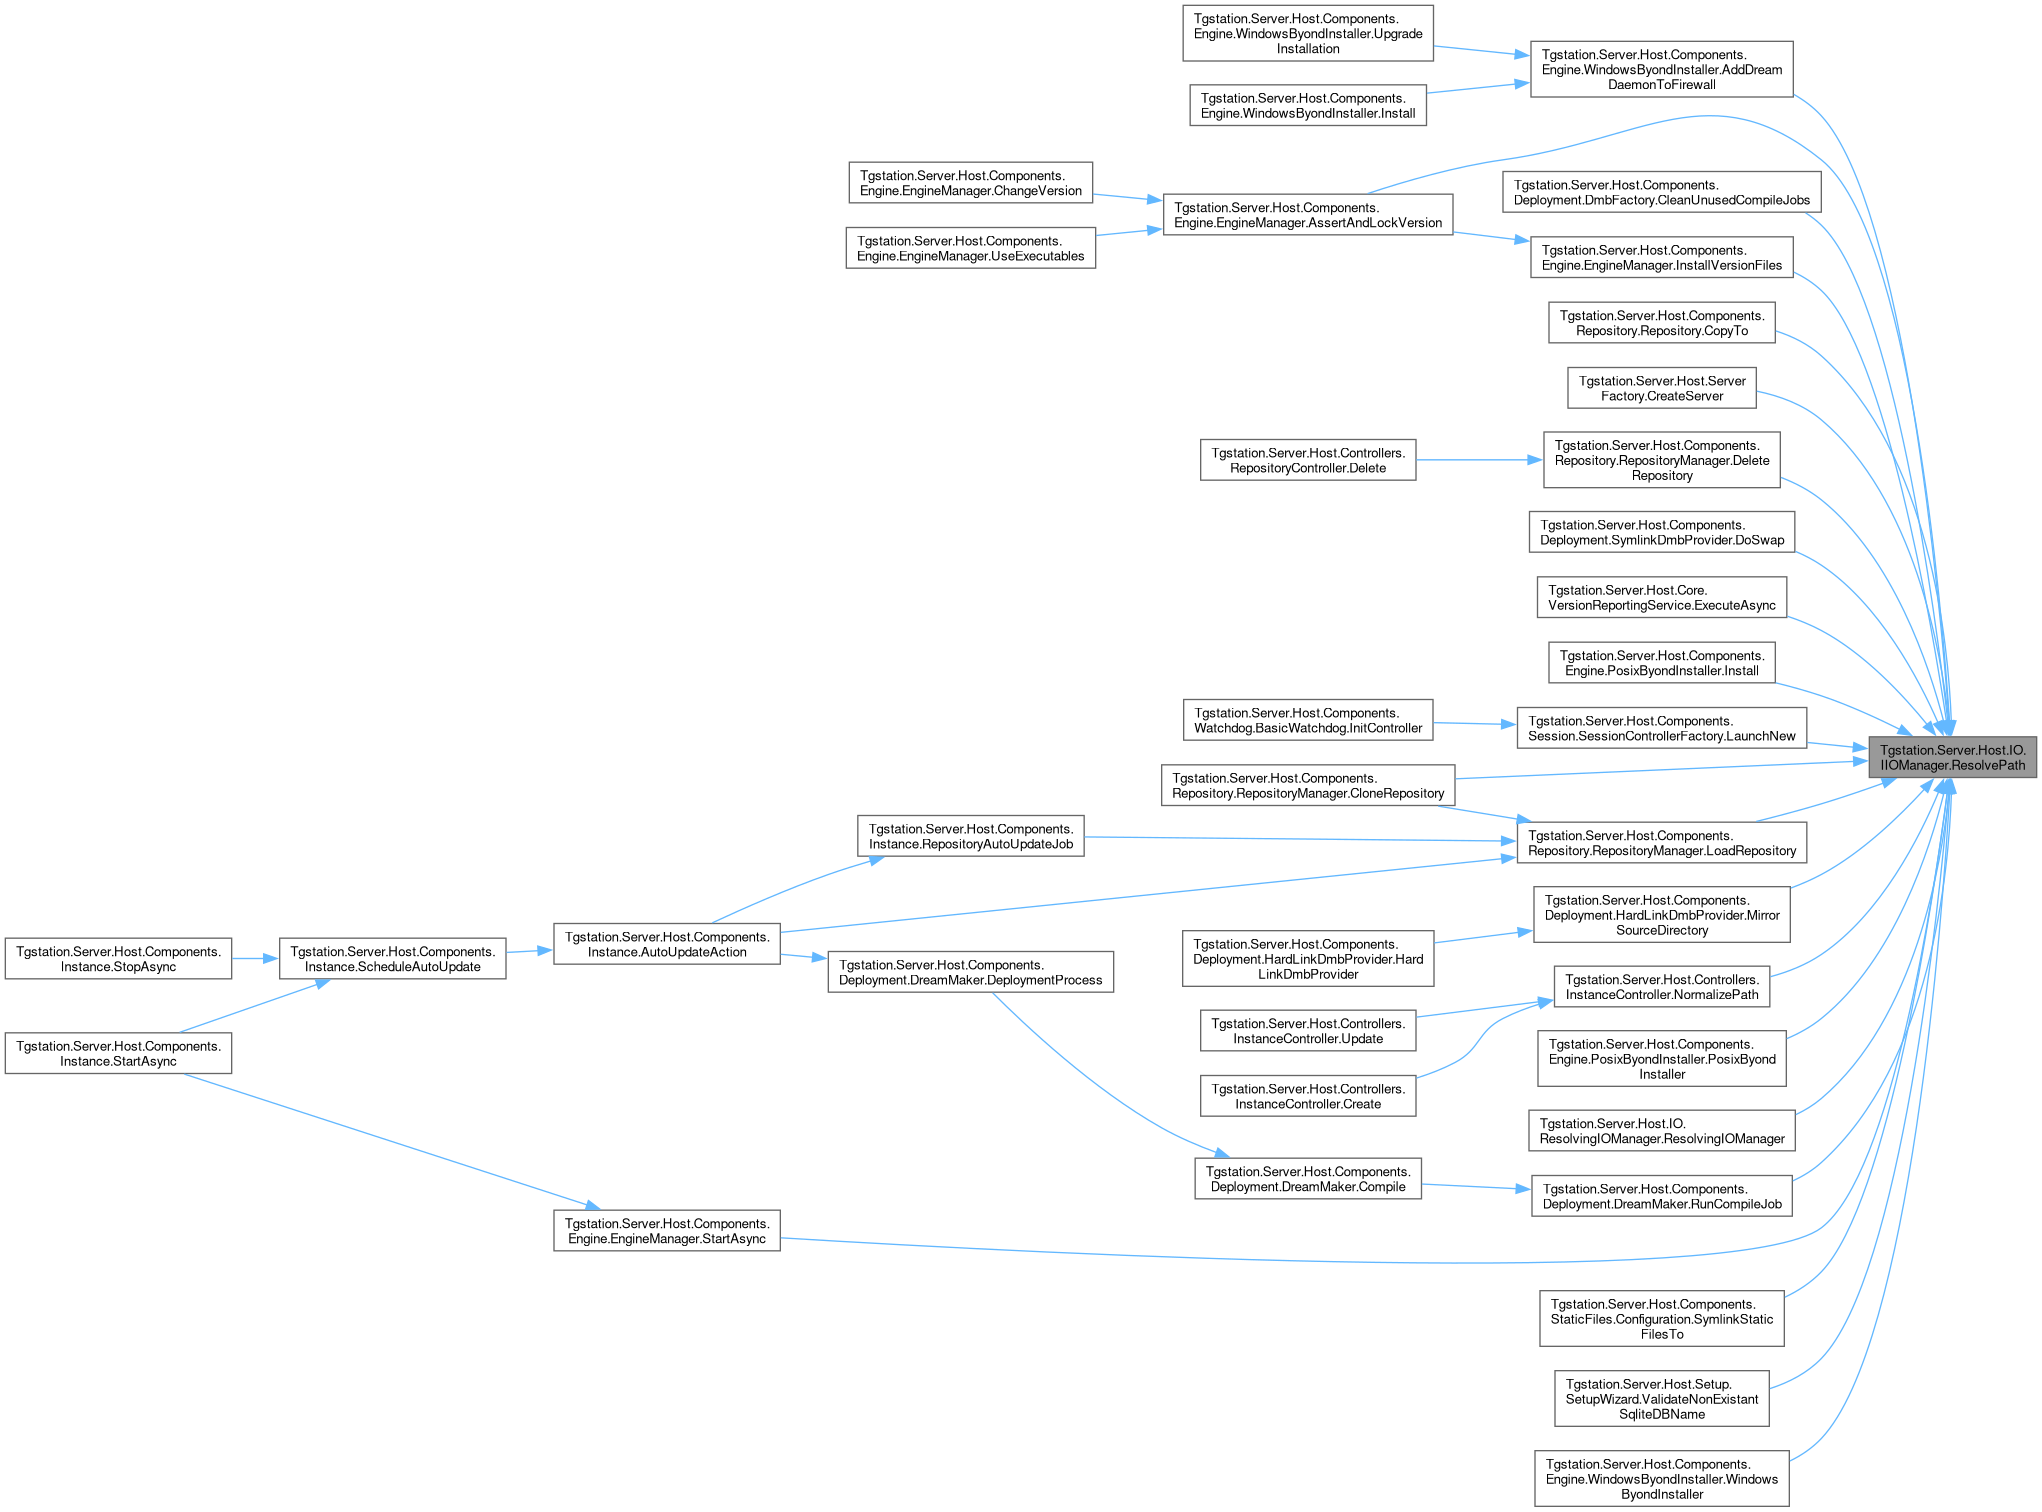 Tgstation.Server.Host.Components.
Engine.WindowsByondInstaller.Upgrade
Installation
Tgstation.Server.Host.Components.
Engine.WindowsByondInstaller.AddDream
DaemonToFirewall
Tgstation.Server.Host.Components.
Engine.WindowsByondInstaller.Install
Tgstation.Server.Host.Components.
Engine.EngineManager.ChangeVersion
Tgstation.Server.Host.Components.
Deployment.DmbFactory.CleanUnusedCompileJobs
Tgstation.Server.Host.Components.
Engine.EngineManager.AssertAndLockVersion
Tgstation.Server.Host.Components.
Engine.EngineManager.UseExecutables
Tgstation.Server.Host.Components.
Engine.EngineManager.InstallVersionFiles
Tgstation.Server.Host.Components.
Repository.Repository.CopyTo
Tgstation.Server.Host.Server
Factory.CreateServer
Tgstation.Server.Host.Controllers.
RepositoryController.Delete
Tgstation.Server.Host.Components.
Repository.RepositoryManager.Delete
Repository
Tgstation.Server.Host.Components.
Deployment.SymlinkDmbProvider.DoSwap
Tgstation.Server.Host.Core.
VersionReportingService.ExecuteAsync
Tgstation.Server.Host.Components.
Engine.PosixByondInstaller.Install
Tgstation.Server.Host.Components.
Watchdog.BasicWatchdog.InitController
Tgstation.Server.Host.Components.
Session.SessionControllerFactory.LaunchNew
Tgstation.Server.Host.IO.
IIOManager.ResolvePath
Tgstation.Server.Host.Components.
Repository.RepositoryManager.CloneRepository
Tgstation.Server.Host.Components.
Instance.RepositoryAutoUpdateJob
Tgstation.Server.Host.Components.
Repository.RepositoryManager.LoadRepository
Tgstation.Server.Host.Components.
Deployment.HardLinkDmbProvider.Mirror
SourceDirectory
Tgstation.Server.Host.Components.
Instance.StopAsync
Tgstation.Server.Host.Components.
Instance.ScheduleAutoUpdate
Tgstation.Server.Host.Components.
Instance.AutoUpdateAction
Tgstation.Server.Host.Components.
Deployment.DreamMaker.DeploymentProcess
Tgstation.Server.Host.Components.
Deployment.HardLinkDmbProvider.Hard
LinkDmbProvider
Tgstation.Server.Host.Controllers.
InstanceController.NormalizePath
Tgstation.Server.Host.Controllers.
InstanceController.Update
Tgstation.Server.Host.Components.
Instance.StartAsync
Tgstation.Server.Host.Components.
Engine.PosixByondInstaller.PosixByond
Installer
Tgstation.Server.Host.Controllers.
InstanceController.Create
Tgstation.Server.Host.IO.
ResolvingIOManager.ResolvingIOManager
Tgstation.Server.Host.Components.
Deployment.DreamMaker.Compile
Tgstation.Server.Host.Components.
Deployment.DreamMaker.RunCompileJob
Tgstation.Server.Host.Components.
Engine.EngineManager.StartAsync
Tgstation.Server.Host.Components.
StaticFiles.Configuration.SymlinkStatic
FilesTo
Tgstation.Server.Host.Setup.
SetupWizard.ValidateNonExistant
SqliteDBName
Tgstation.Server.Host.Components.
Engine.WindowsByondInstaller.Windows
ByondInstaller